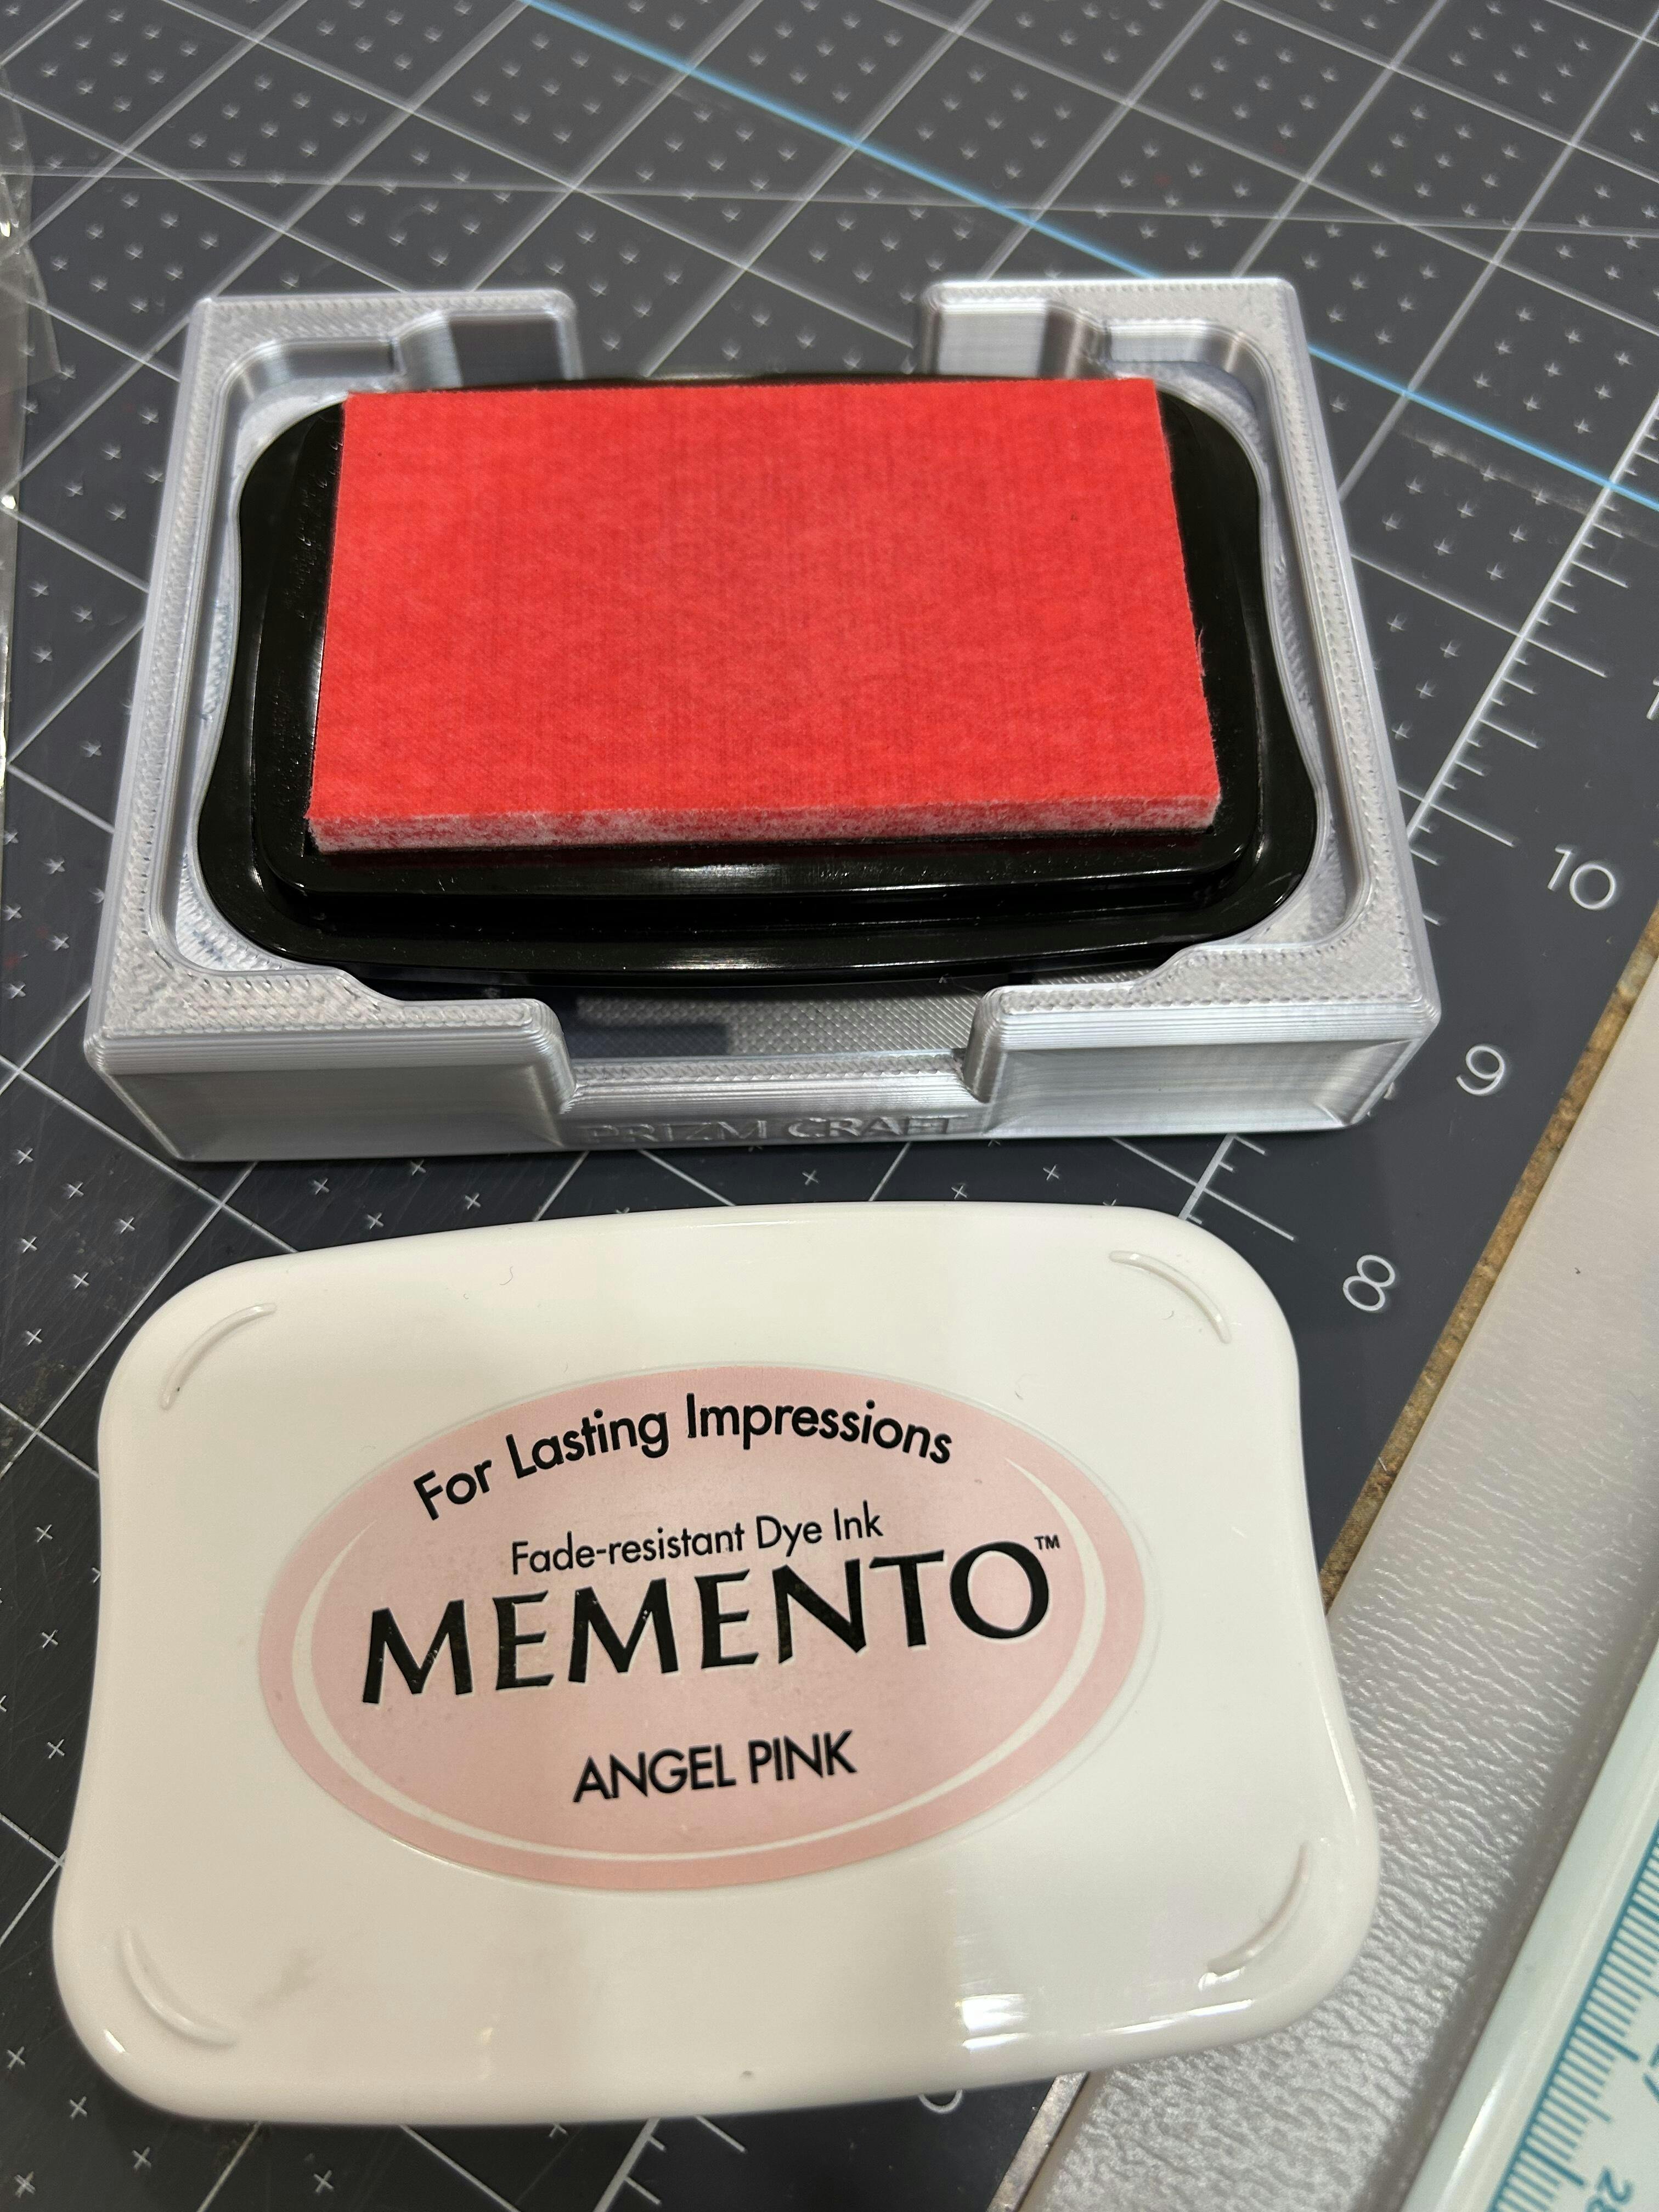 PRIZM CRAFT
10
9
8
For Lasting Impressions
Fade-resistant Dye Ink
MEMENTO™
ANGEL PINK